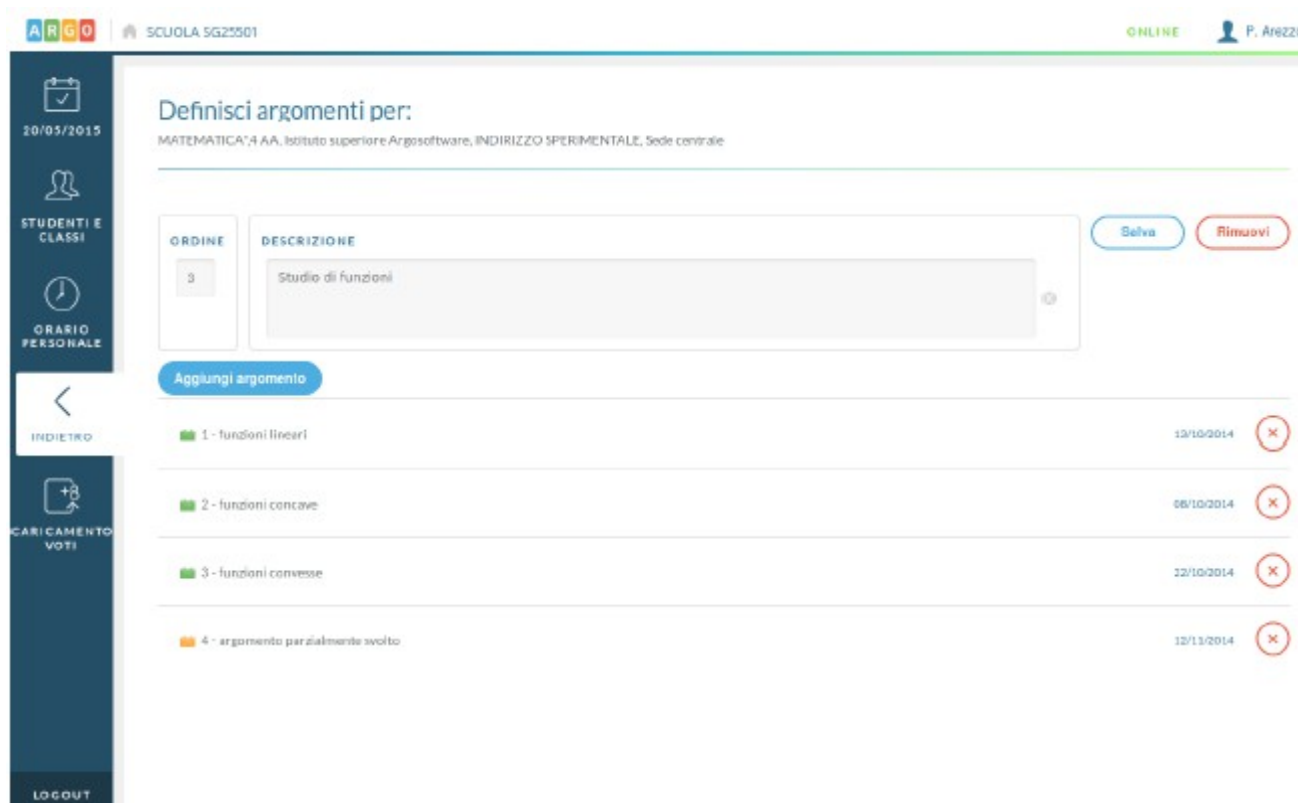 ARGO SCUOLA SG25501 ONLINE P. Arezzo
20/05/2015
STUDENTI E
CLASSI
ORARIO
PERSONALE
INDIETRO
+8
CARICAMENTO
VOTI
LOGOUT
Definisci argomenti per:
MATEMATICA*,4 AA, Istituto superiore Argosoftware, INDIRIZZO SPERIMENTALE, Sede centrale
ORDINE DESCRIZIONE Salva Rimuovi
3 Studio di funzioni
Aggiungi argomento
1 - funzioni lineari 13/10/2014
2 - funzioni concave 08/10/2014
3 - funzioni convesse 22/10/2014
4 - argomento parzialmente svolto 12/11/2014